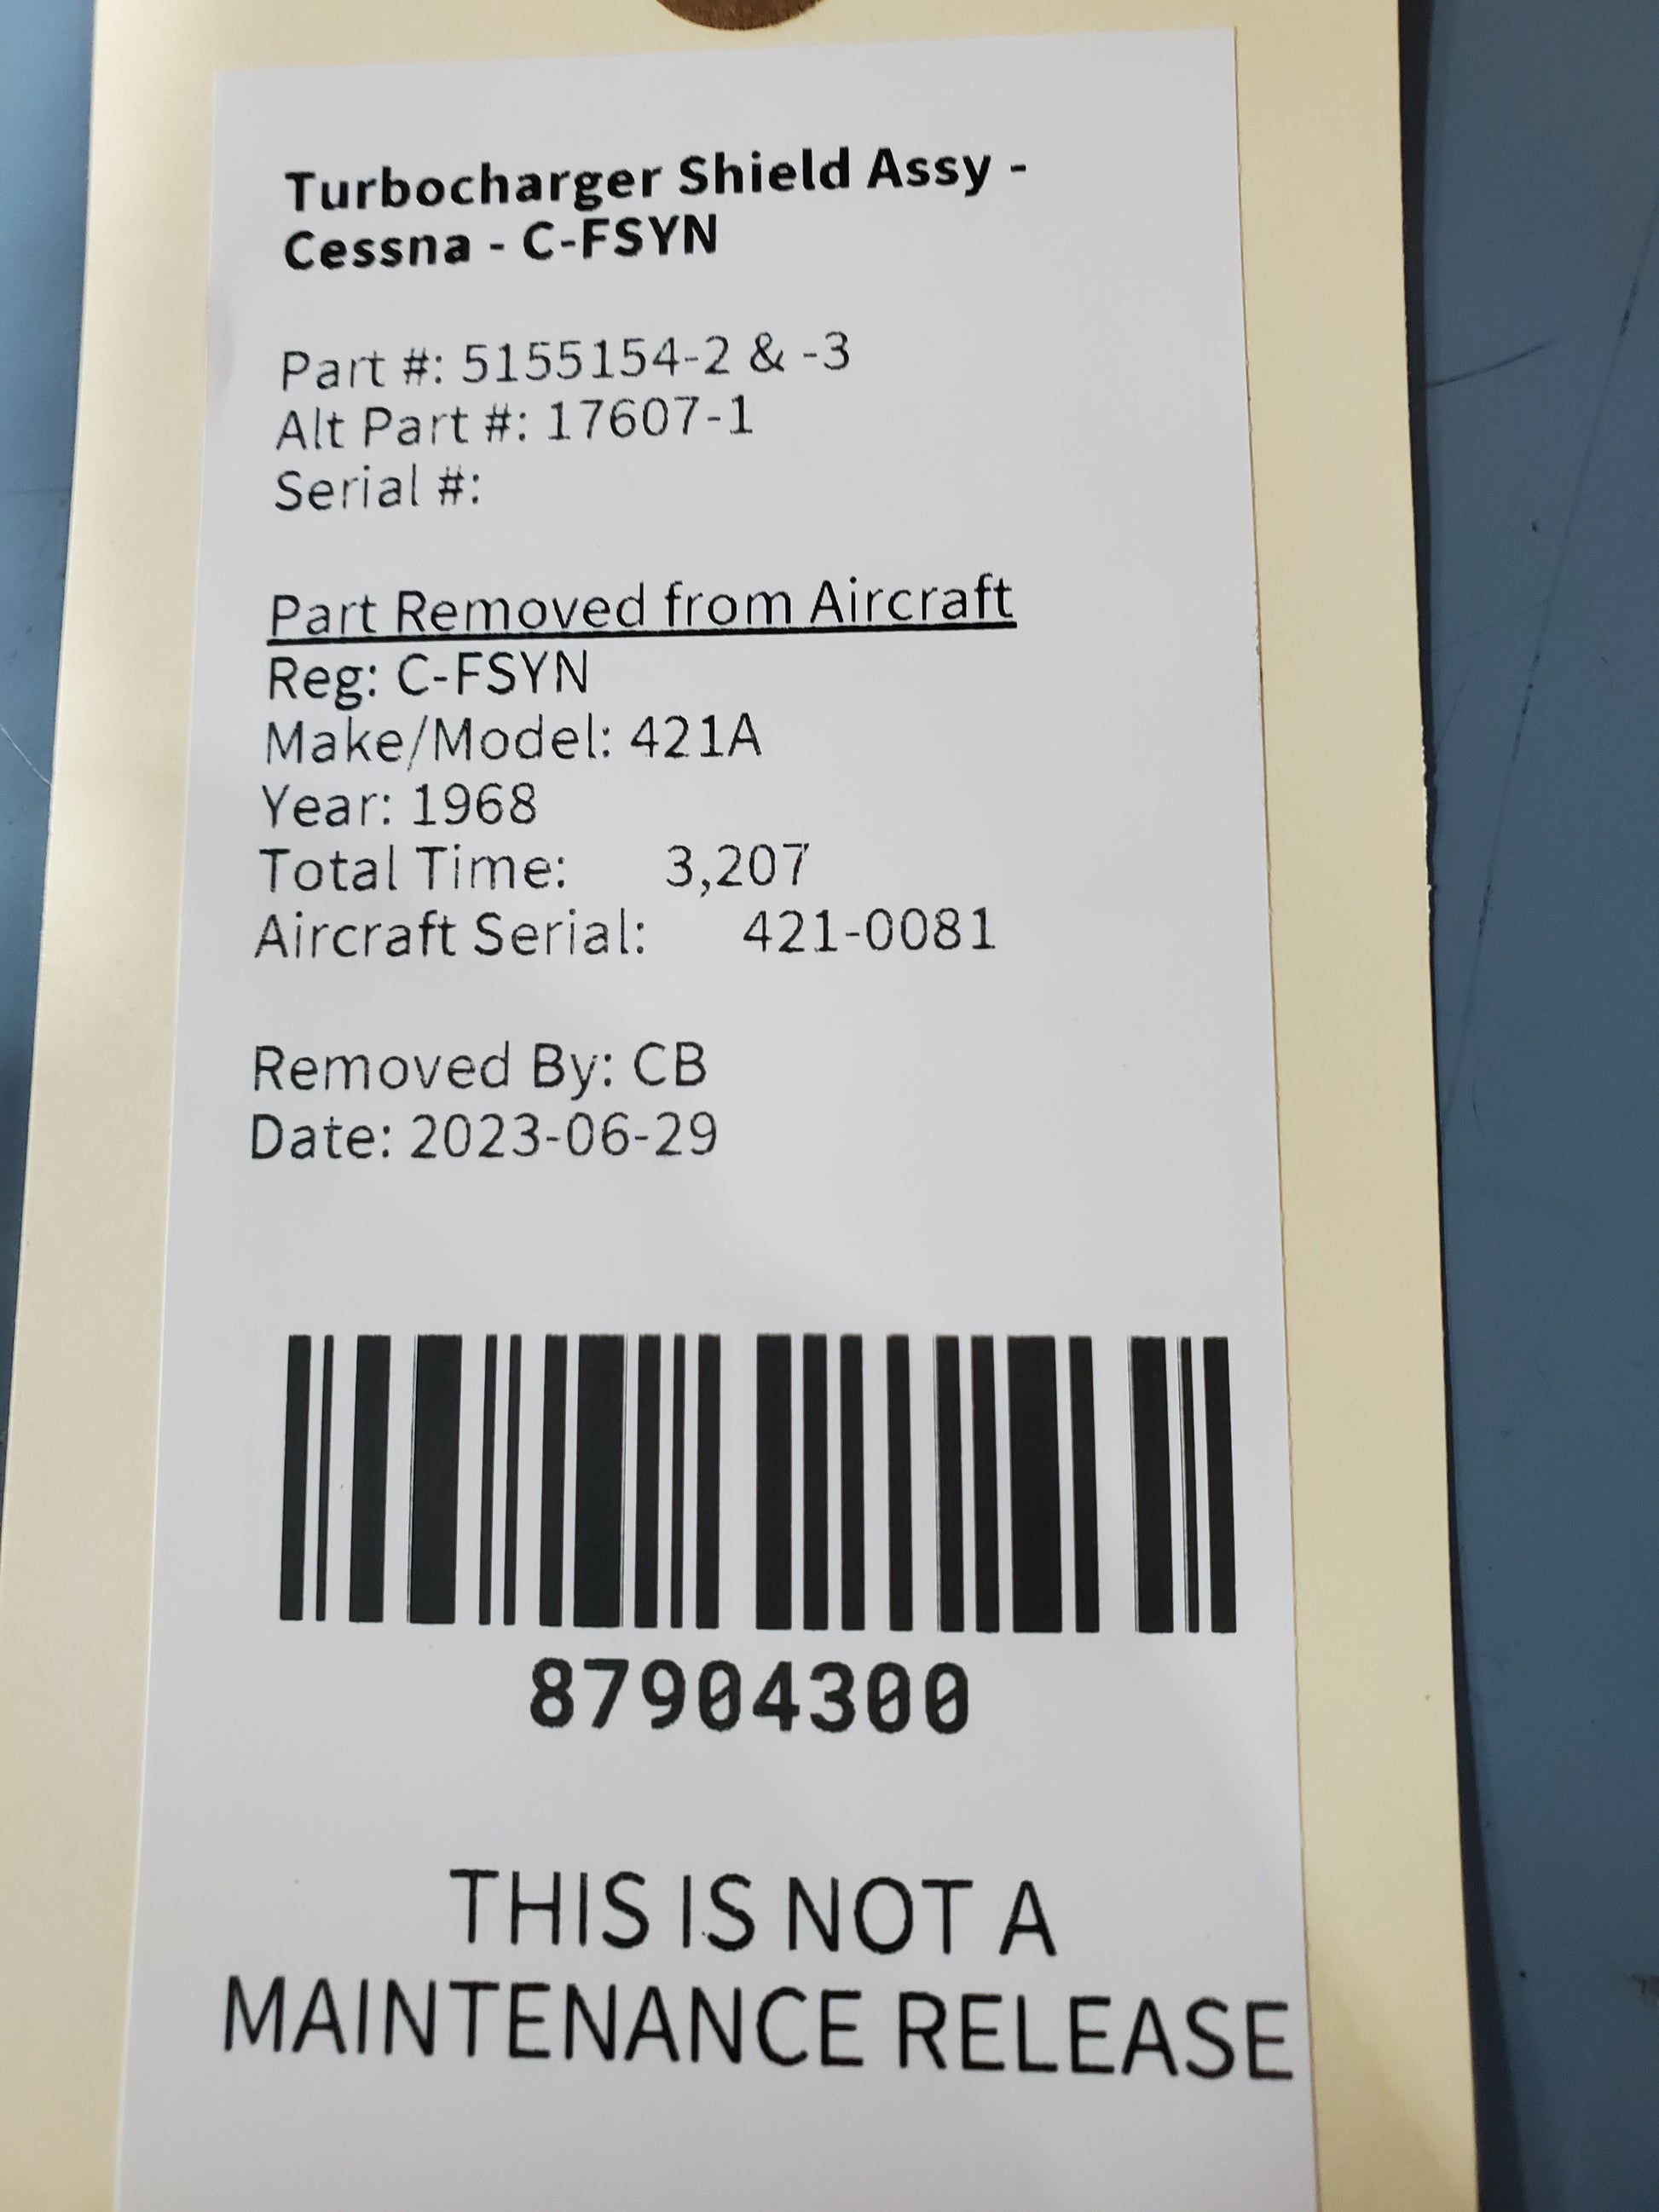 Turbocharger Shield Assy -
Cessna - C-FSYN
Part #: 5155154-2 & -3
Alt Part #: 17607-1
Serial #:
Part Removed from Aircraft
Reg: C-FSYN
Make/Model: 421A
Year: 1968
Total Time: 3,207
Aircraft Serial: 421-0081
Removed By: CB
Date: 2023-06-29
87904300
THIS IS NOT A
MAINTENANCE RELEASE